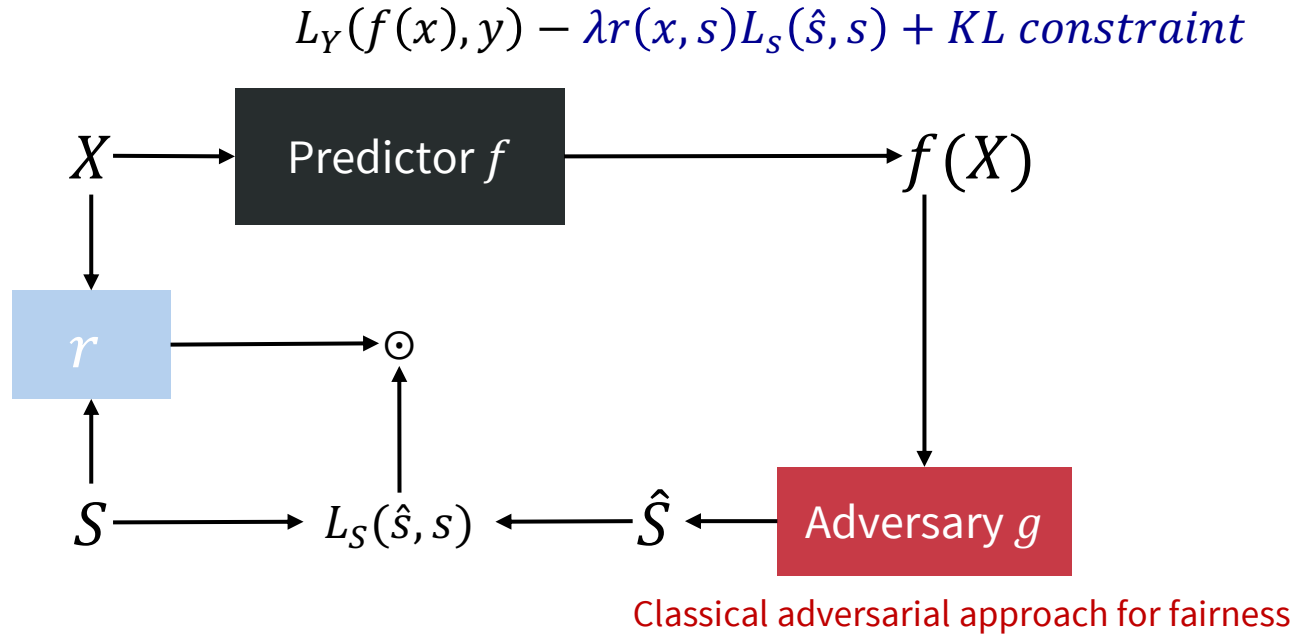 L_Y(f(x), y) − λr(x, s)L_s(ŝ, s) + KL constraint
X
Predictor f
f(X)
r
⊙
S
L_S(ŝ, s)
Ŝ
Adversary g
Classical adversarial approach for fairness